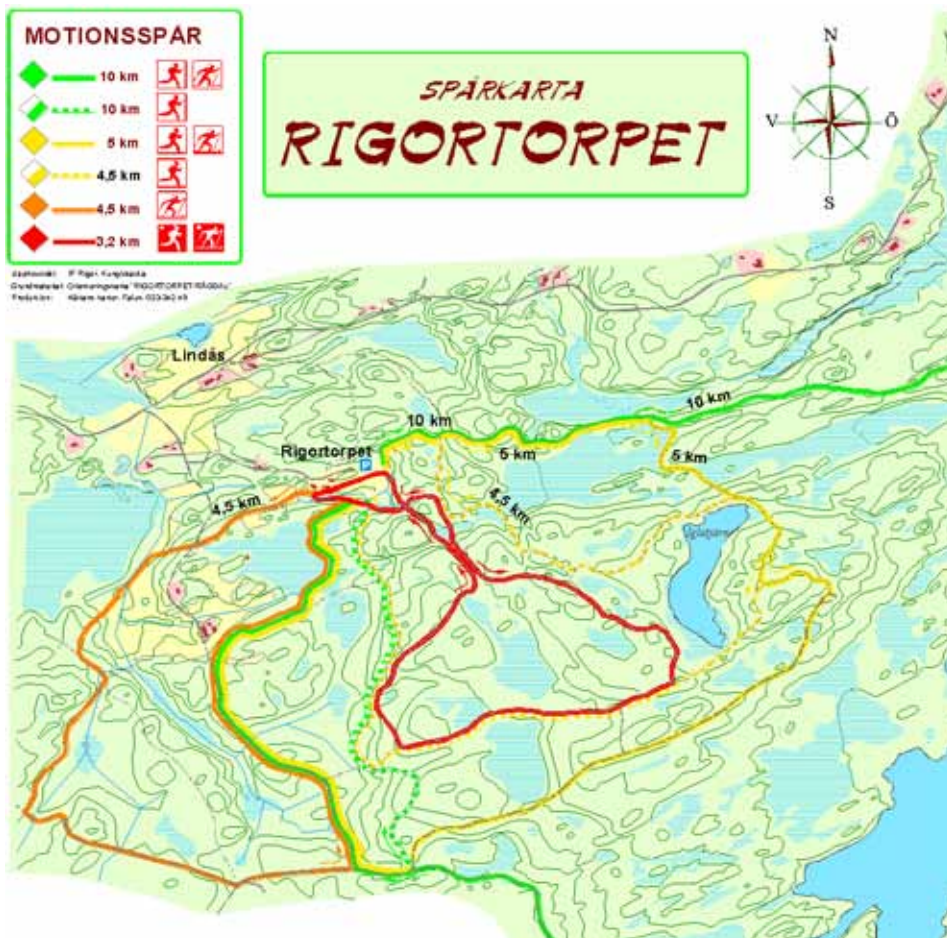 MOTIONSSPÅR
10 km
10 km
5 km
4,5 km
4,5 km
3,2 km
SPÅRKARTA
RIGORTORPET
N
V
Ö
S
Lindås
Rigortorpet
P
10 km
10 km
5 km
5 km
4,5 km
4,5 km